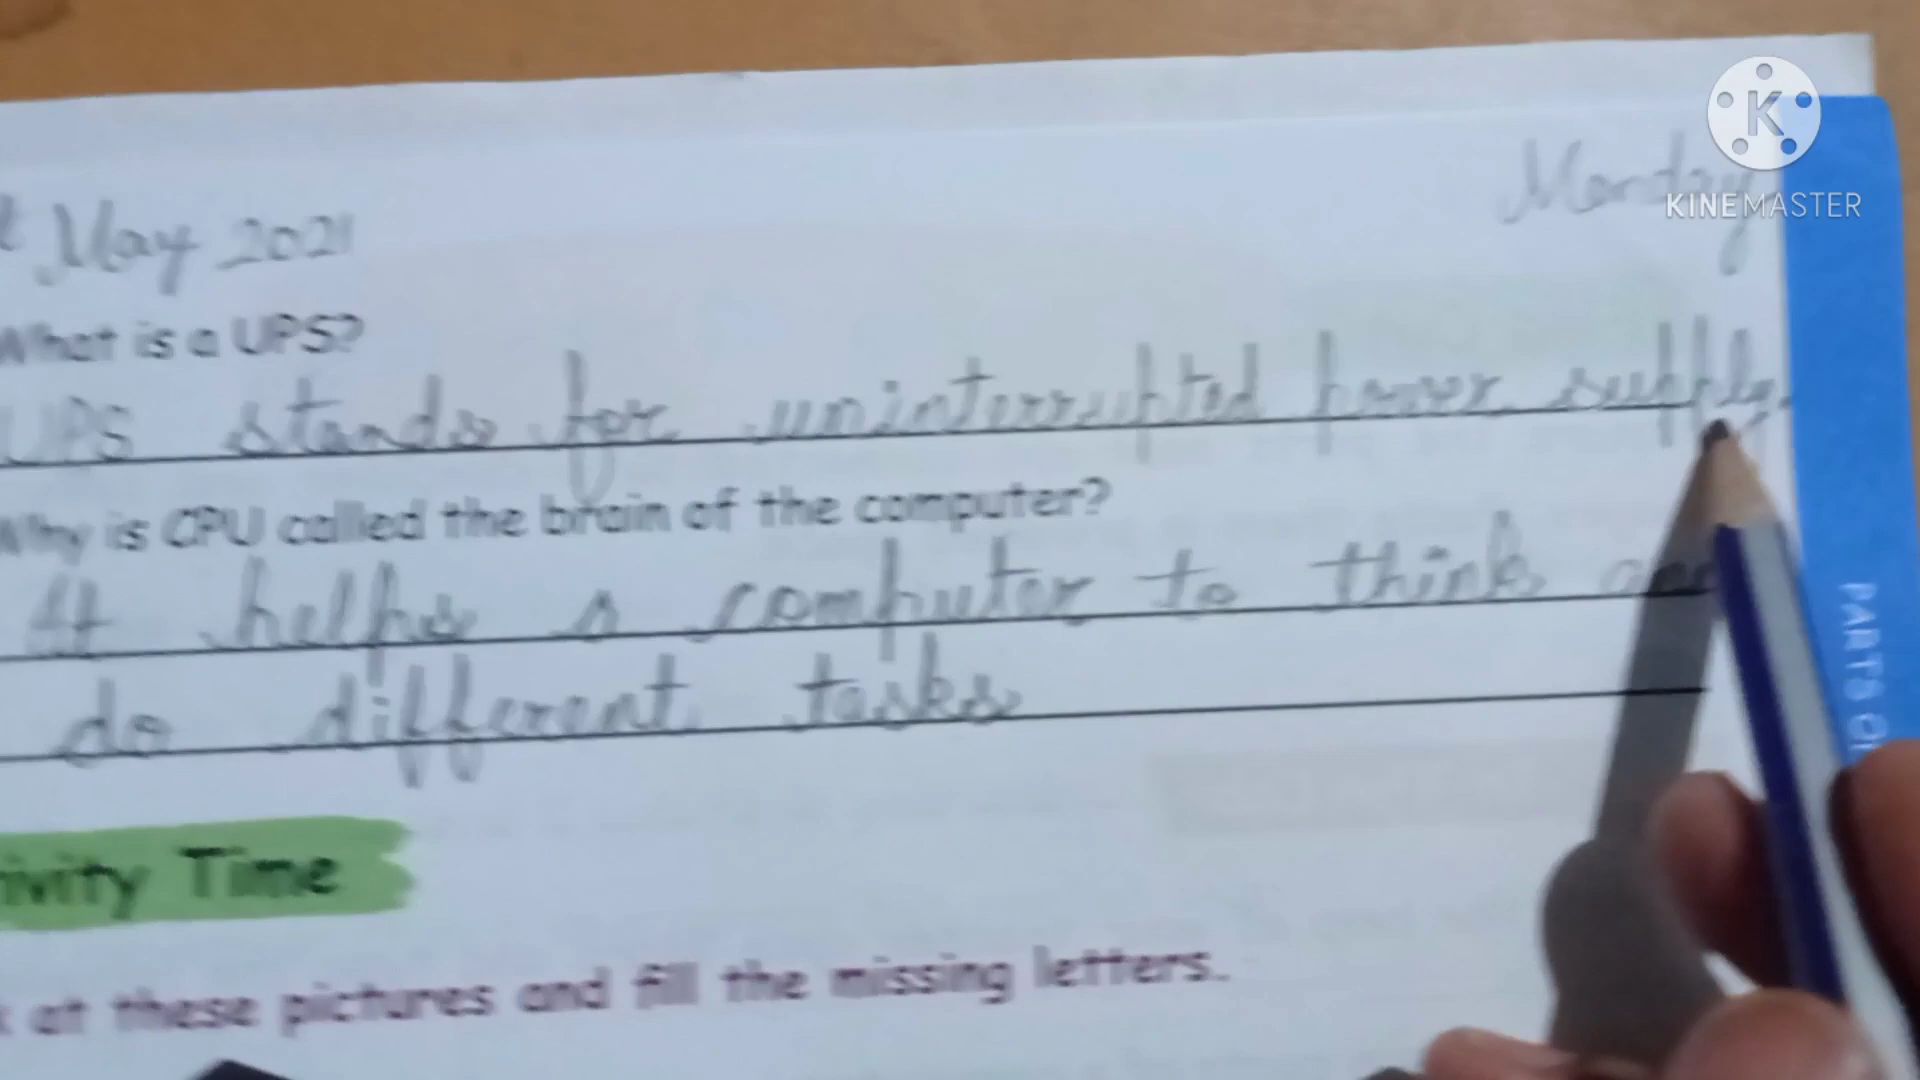 May 2021 Monday
KINEMASTER
What is a UPS?
UPS stands for uninterrupted power supply.
Why is CPU called the brain of the computer?
It helps a computer to think and
do different tasks
ivity Time
k at these pictures and fill the missing letters.
PARTS OF